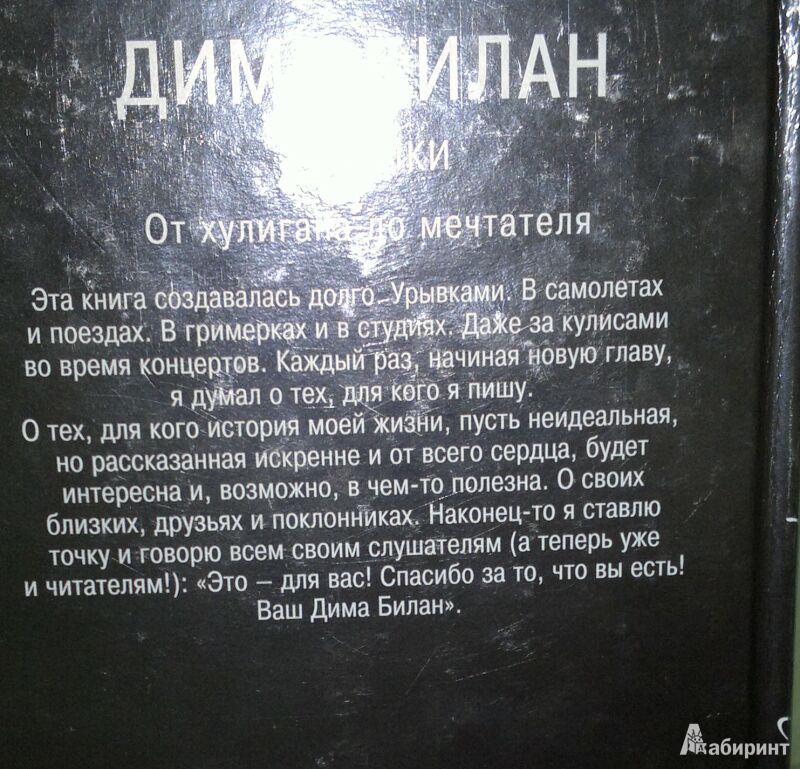 ДИМА БИЛАН
От хулигана до мечтателя
Эта книга создавалась долго. Урывками. В самолетах
и поездах. В гримерках и в студиях. Даже за кулисами
во время концертов. Каждый раз, начиная новую главу,
я думал о тех, для кого я пишу.
О тех, для кого история моей жизни, пусть неидеальная,
но рассказанная искренне и от всего сердца, будет
интересна и, возможно, в чем-то полезна. О своих
близких, друзьях и поклонниках. Наконец-то я ставлю
точку и говорю всем своим слушателям (а теперь уже
и читателям!): «Это – для вас! Спасибо за то, что вы есть!
Ваш Дима Билан».
Лабиринт